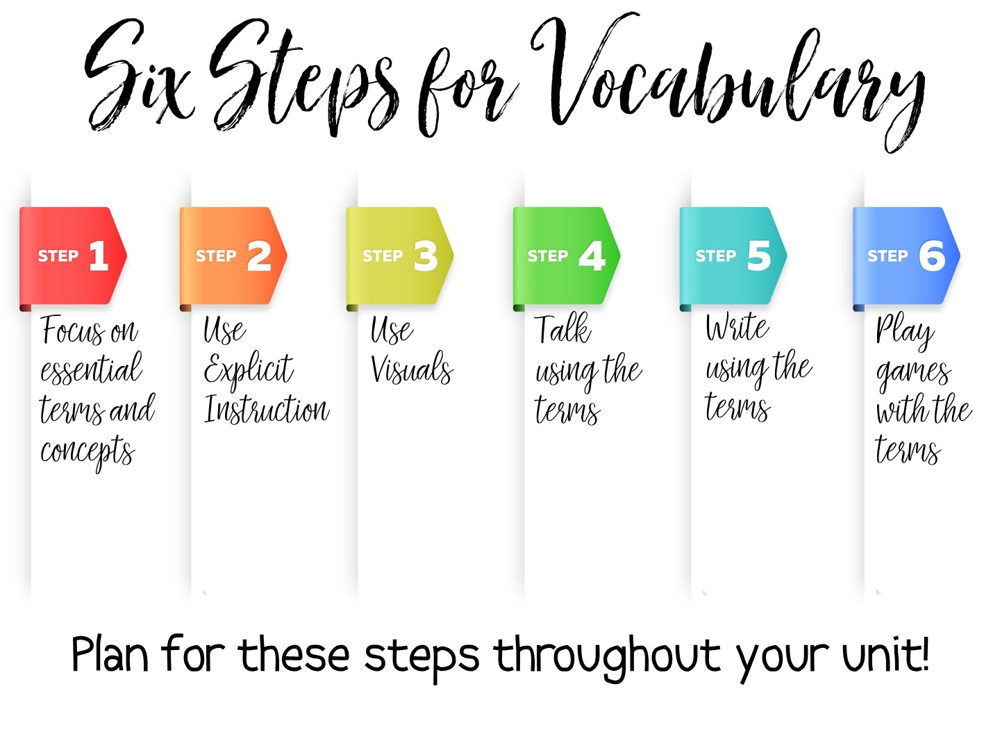 Six Steps for Vocabulary
STEP 1
Focus on
essential
terms and
concepts
STEP 2
Use
Explicit
Instruction
STEP 3
Use
Visuals
STEP 4
Talk
using the
terms
STEP 5
Write
using the
terms
STEP 6
Play
games
with the
terms
Plan for these steps throughout your unit!